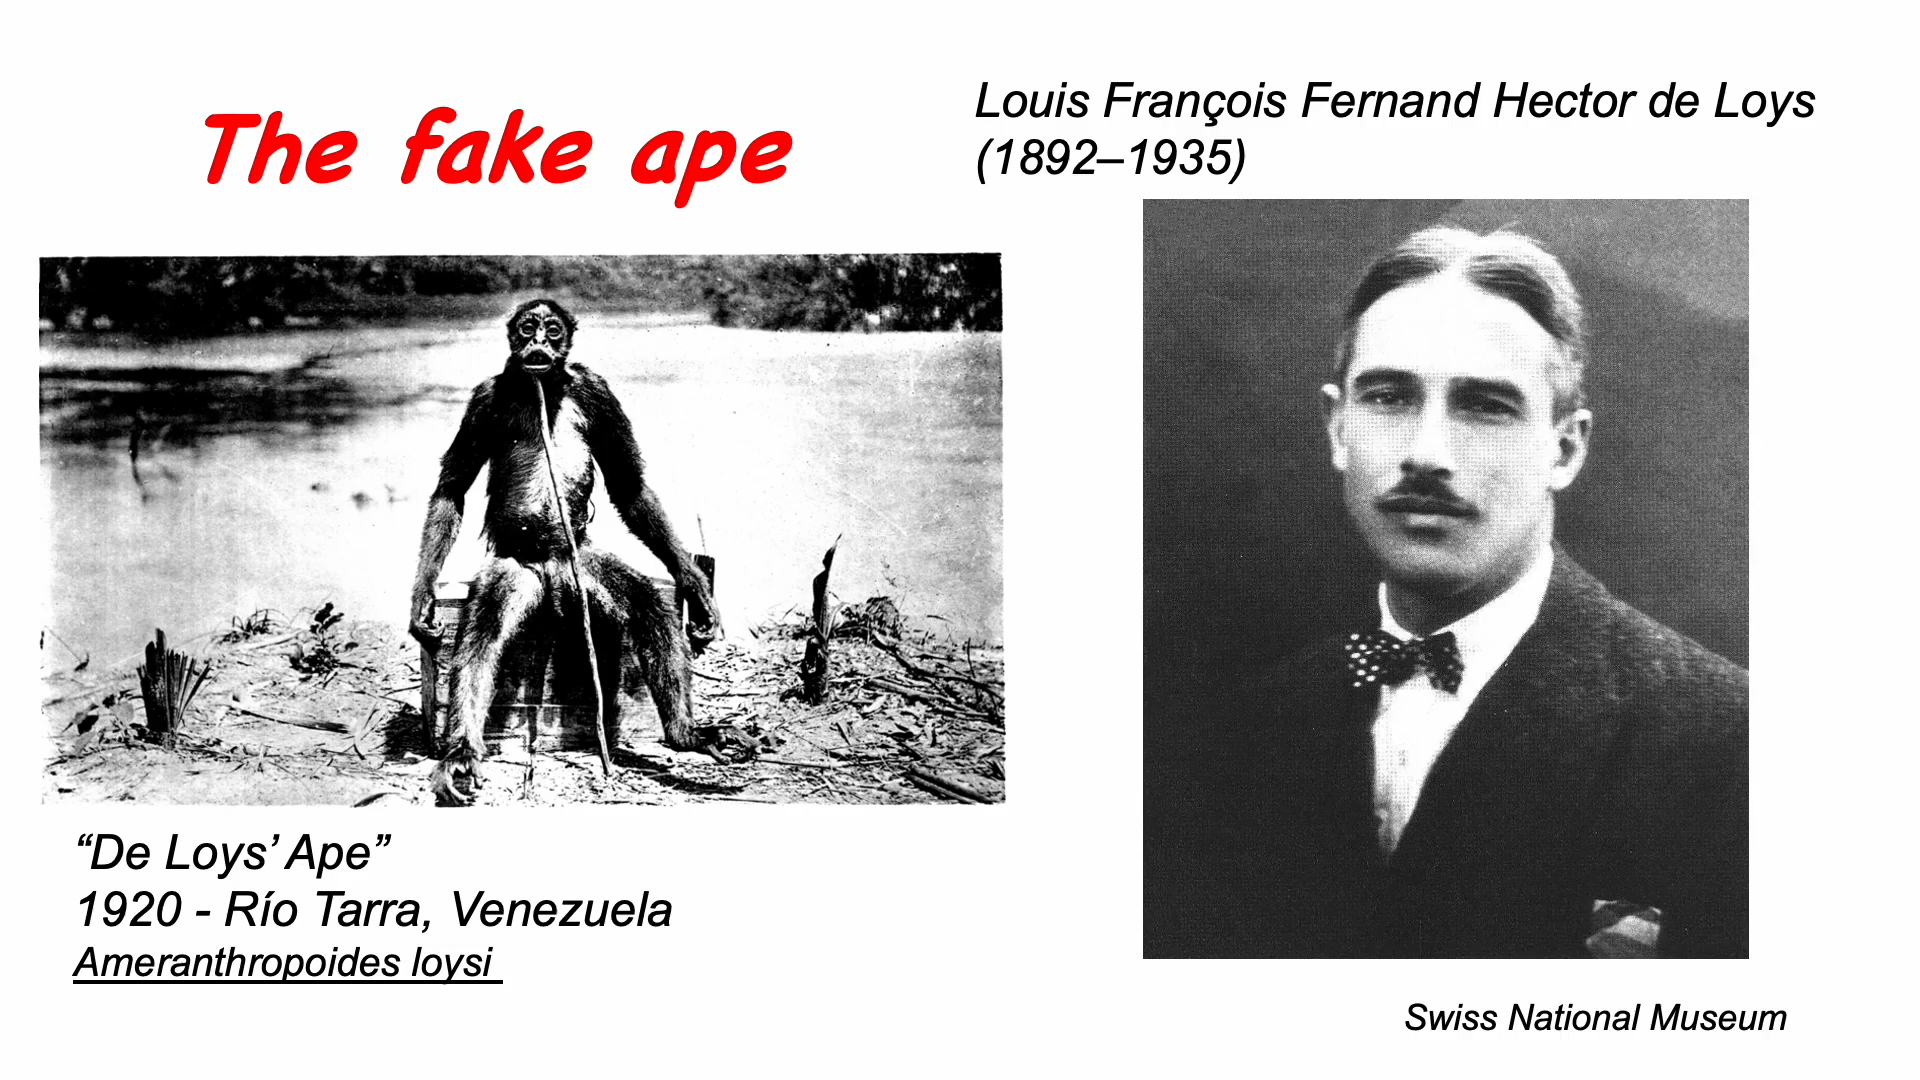 The fake ape
Louis François Fernand Hector de Loys
(1892–1935)
“De Loys’ Ape”
1920 - Río Tarra, Venezuela
Ameranthropoides loysi
Swiss National Museum